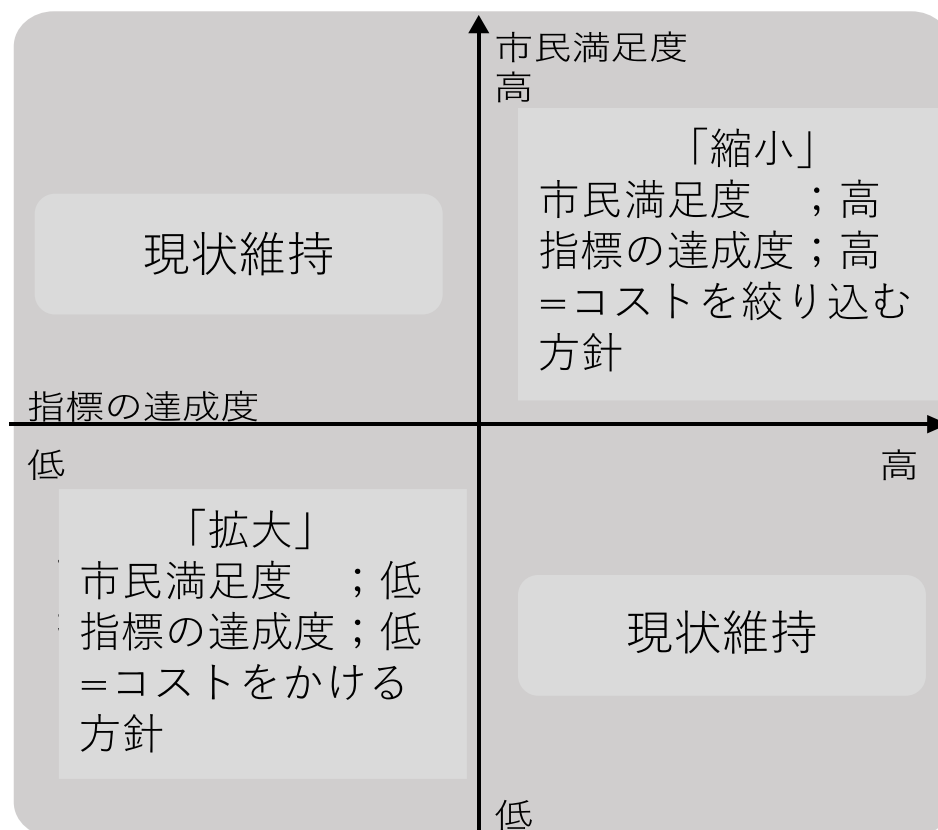 市民満足度
高
「縮小」
市民満足度　；高
指標の達成度；高
=コストを絞り込む
方針
現状維持
指標の達成度
低
高
「拡大」
市民満足度　；低
指標の達成度；低
=コストをかける
方針
現状維持
低